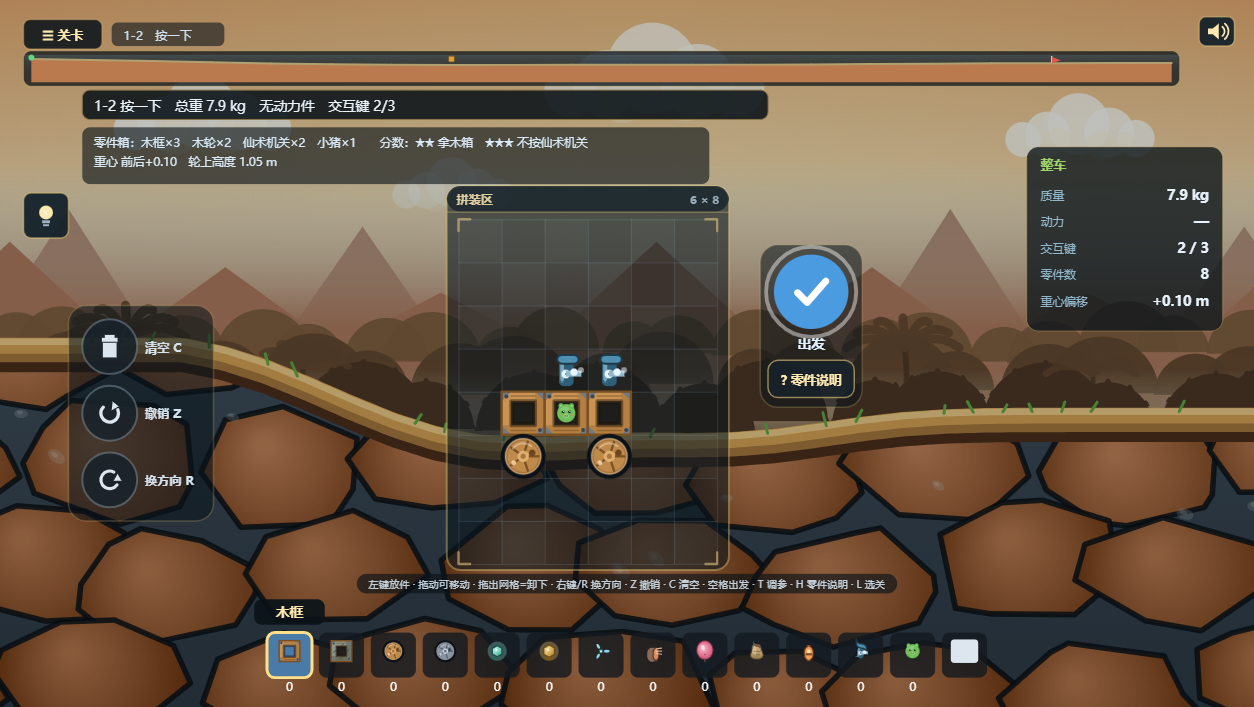 ☰ 关卡
1-2 按一下
1-2 按一下 总重 7.9 kg 无动力件 交互键 2/3
零件箱: 木框×3 木轮×2 仙术机关×2 小猪×1 分数: ★★ 拿木箱 ★★★ 不按仙术机关
重心 前后+0.10 轮上高度 1.05 m
拼装区 6 × 8
整车
质量 7.9 kg
动力 —
交互键 2 / 3
零件数 8
重心偏移 +0.10 m
清空 C
撤销 Z
换方向 R
出发
? 零件说明
左键放件 · 拖动可移动 · 拖出网格=卸下 · 右键/R 换方向 · Z 撤销 · C 清空 · 空格出发 · T 调参 · H 零件说明 · L 选关
木框
0 0 0 0 0 0 0 0 0 0 0 0 0